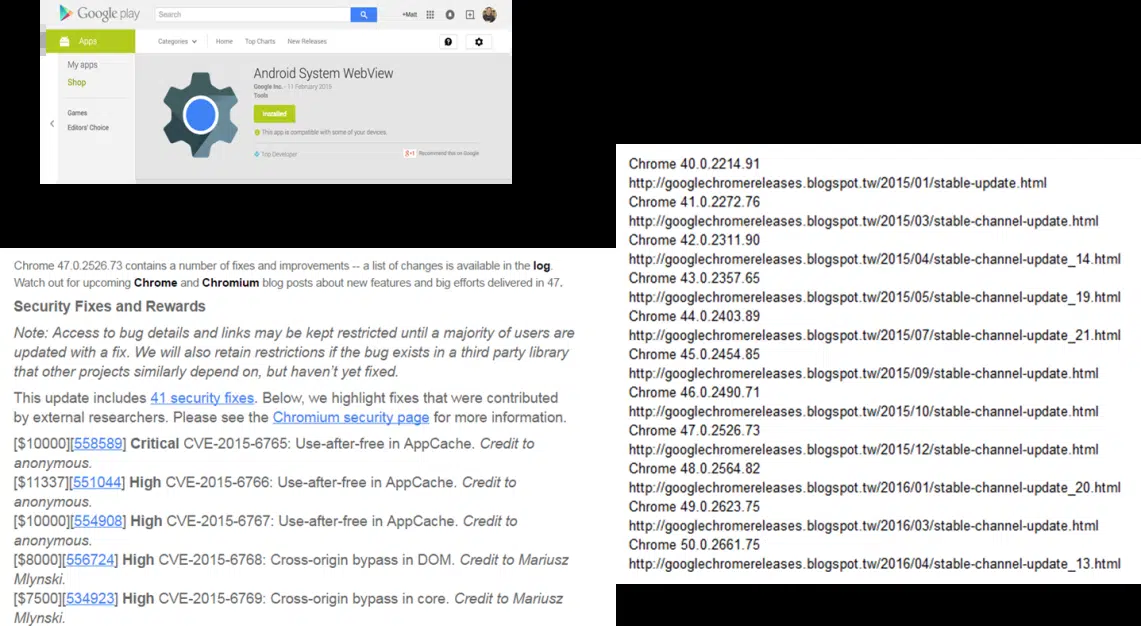 Google play
Search
+Matt
Apps
Categories
Home
Top Charts
New Releases
My apps
Shop
Games
Editors' Choice
Android System WebView
Google Inc. - 11 February 2015
Tools
Installed
This app is compatible with some of your devices.
Top Developer
g+1
Recommend this on Google
Chrome 47.0.2526.73 contains a number of fixes and improvements -- a list of changes is available in the log.
Watch out for upcoming Chrome and Chromium blog posts about new features and big efforts delivered in 47.
Security Fixes and Rewards
Note: Access to bug details and links may be kept restricted until a majority of users are
updated with a fix. We will also retain restrictions if the bug exists in a third party library
that other projects similarly depend on, but haven't yet fixed.
This update includes 41 security fixes. Below, we highlight fixes that were contributed
by external researchers. Please see the Chromium security page for more information.
[$10000][558589] Critical CVE-2015-6765: Use-after-free in AppCache. Credit to
anonymous.
[$11337][551044] High CVE-2015-6766: Use-after-free in AppCache. Credit to
anonymous.
[$10000][554908] High CVE-2015-6767: Use-after-free in AppCache. Credit to
anonymous.
[$8000][556724] High CVE-2015-6768: Cross-origin bypass in DOM. Credit to Mariusz
Mlynski.
[$7500][534923] High CVE-2015-6769: Cross-origin bypass in core. Credit to Mariusz
Mlynski.
Chrome 40.0.2214.91
http://googlechromereleases.blogspot.tw/2015/01/stable-update.html
Chrome 41.0.2272.76
http://googlechromereleases.blogspot.tw/2015/03/stable-channel-update.html
Chrome 42.0.2311.90
http://googlechromereleases.blogspot.tw/2015/04/stable-channel-update_14.html
Chrome 43.0.2357.65
http://googlechromereleases.blogspot.tw/2015/05/stable-channel-update_19.html
Chrome 44.0.2403.89
http://googlechromereleases.blogspot.tw/2015/07/stable-channel-update_21.html
Chrome 45.0.2454.85
http://googlechromereleases.blogspot.tw/2015/09/stable-channel-update.html
Chrome 46.0.2490.71
http://googlechromereleases.blogspot.tw/2015/10/stable-channel-update.html
Chrome 47.0.2526.73
http://googlechromereleases.blogspot.tw/2015/12/stable-channel-update.html
Chrome 48.0.2564.82
http://googlechromereleases.blogspot.tw/2016/01/stable-channel-update_20.html
Chrome 49.0.2623.75
http://googlechromereleases.blogspot.tw/2016/03/stable-channel-update.html
Chrome 50.0.2661.75
http://googlechromereleases.blogspot.tw/2016/04/stable-channel-update_13.html